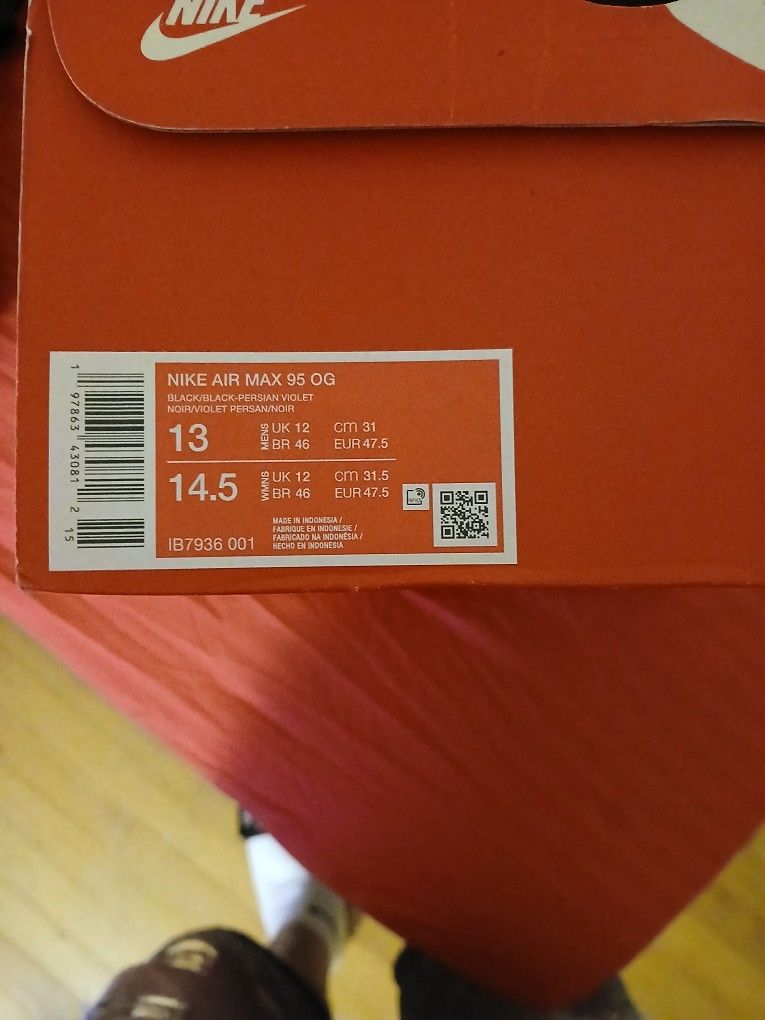 NIKE
NIKE AIR MAX 95 OG
BLACK/BLACK-PERSIAN VIOLET
NOIR/VIOLET PERSAN/NOIR
13 MENS UK 12 cm 31
BR 46 EUR 47.5
14.5 WMNS UK 12 cm 31.5
BR 46 EUR 47.5
MADE IN INDONESIA /
FABRIQUE EN INDONESIE /
FABRICADO NA INDONÉSIA /
HECHO EN INDONESIA
IB7936 001
1 97863 43081 2 15